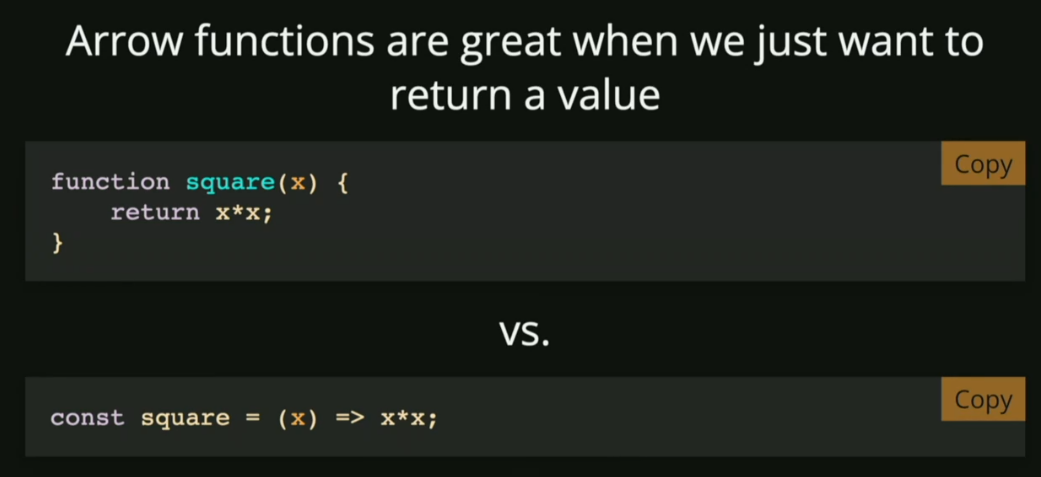 Arrow functions are great when we just want to
return a value
Copy
function square(x) {
    return x*x;
}
vs.
Copy
const square = (x) => x*x;